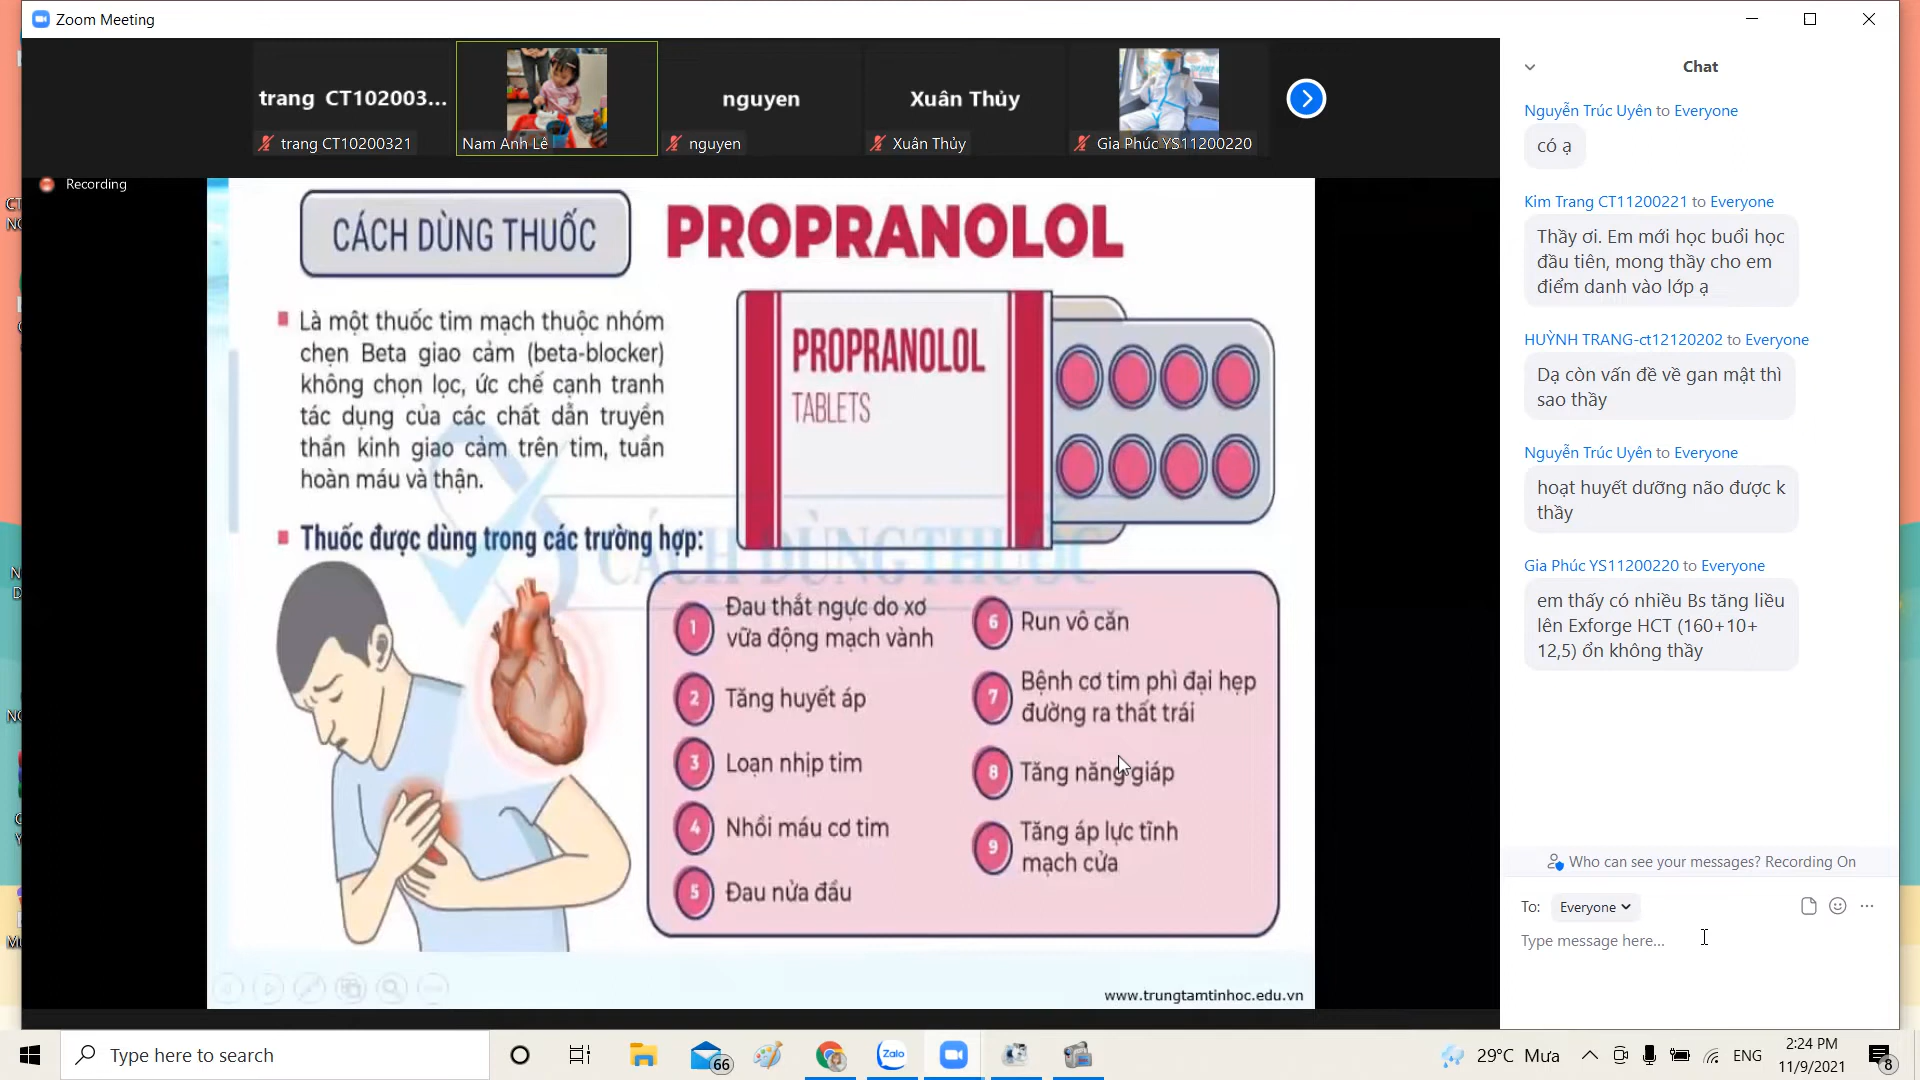 Zoom Meeting
trang CT102003...
nguyen
Xuân Thủy
trang CT10200321
Nam Anh Lê
nguyen
Xuân Thủy
Gia Phúc YS11200220
Recording
CÁCH DÙNG THUỐC
PROPRANOLOL
Là một thuốc tim mạch thuộc nhóm
chẹn Beta giao cảm (beta-blocker)
không chọn lọc, ức chế cạnh tranh
tác dụng của các chất dẫn truyền
thần kinh giao cảm trên tim, tuần
hoàn máu và thận.
PROPRANOLOL
TABLETS
Thuốc được dùng trong các trường hợp:
CÁCH DÙNG THUỐC
1 Đau thắt ngực do xơ
vữa động mạch vành
2 Tăng huyết áp
3 Loạn nhịp tim
4 Nhồi máu cơ tim
5 Đau nửa đầu
6 Run vô căn
7 Bệnh cơ tim phì đại hẹp
đường ra thất trái
8 Tăng năng giáp
9 Tăng áp lực tĩnh
mạch cửa
www.trungtamtinhoc.edu.vn
Chat
Nguyễn Trúc Uyên to Everyone
có ạ
Kim Trang CT11200221 to Everyone
Thầy ơi. Em mới học buổi học
đầu tiên, mong thầy cho em
điểm danh vào lớp ạ
HUỲNH TRANG-ct12120202 to Everyone
Dạ còn vấn đề về gan mật thì
sao thầy
Nguyễn Trúc Uyên to Everyone
hoạt huyết dưỡng não được k
thầy
Gia Phúc YS11200220 to Everyone
em thấy có nhiều Bs tăng liều
lên Exforge HCT (160+10+
12,5) ổn không thầy
Who can see your messages? Recording On
To: Everyone
Type message here...
Type here to search
66
Zalo
29°C Mưa
ENG
2:24 PM
11/9/2021
8